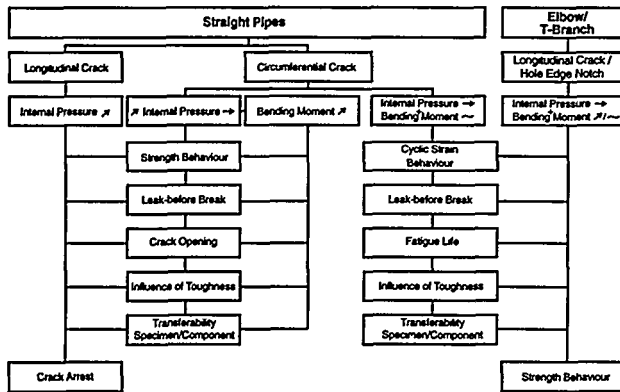 Straight Pipes
Elbow/
T-Branch
Longitudinal Crack
Circumferential Crack
Longitudinal Crack /
Hole Edge Notch
Internal Pressure ↗
↗ Internal Pressure →
Bending Moment ↗
Internal Pressure →
+
Bending Moment ∼
Internal Pressure →
+
Bending Moment ↗/∼
Strength Behaviour
Cyclic Strain
Behaviour
Leak-before Break
Leak-before Break
Crack Opening
Fatigue Life
Influence of Toughness
Influence of Toughness
Transferability
Specimen/Component
Transferability
Specimen/Component
Crack Arrest
Strength Behaviour